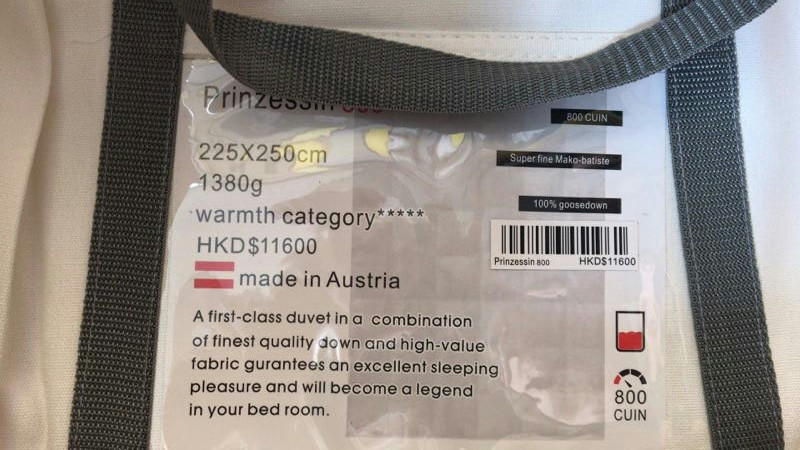 Prinzessin 800
225X250cm
1380g
warmth category*****
HKD$11600
made in Austria
A first-class duvet in a combination
of finest quality down and high-value
fabric gurantees an excellent sleeping
pleasure and will become a legend
in your bed room.
800 CUIN
Super fine Mako-batiste
100% goosedown
Prinzessin 800 HKD$11600
800
CUIN